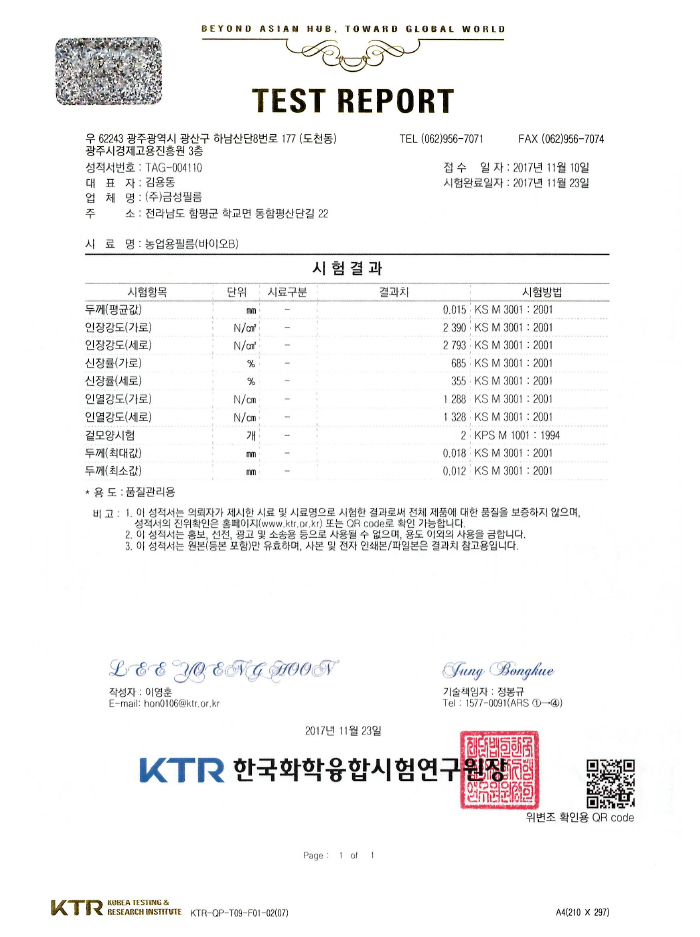 BEYOND ASIAN HUB, TOWARD GLOBAL WORLD
TEST REPORT
우 62243 광주광역시 광산구 하남산단8번로 177 (도천동) TEL (062)956-7071 FAX (062)956-7074
광주시경제고용진흥원 3층
성적서번호 : TAG-004110 접 수 일 자 : 2017년 11월 10일
대 표 자 : 김용동 시험완료일자 : 2017년 11월 23일
업 체 명 : (주)금성필름
주 소 : 전라남도 함평군 학교면 동함평산단길 22
시 료 명 : 농업용필름(바이오B)
시 험 결 과
시험항목 단위 시료구분 결과치 시험방법
두께(평균값) ㎜ - 0.015 KS M 3001 : 2001
인장강도(가로) N/㎠ - 2 390 KS M 3001 : 2001
인장강도(세로) N/㎠ - 2 793 KS M 3001 : 2001
신장률(가로) % - 685 KS M 3001 : 2001
신장률(세로) % - 355 KS M 3001 : 2001
인열강도(가로) N/㎝ - 1 288 KS M 3001 : 2001
인열강도(세로) N/㎝ - 1 328 KS M 3001 : 2001
겉모양시험 개 - 2 KPS M 1001 : 1994
두께(최대값) ㎜ - 0.018 KS M 3001 : 2001
두께(최소값) ㎜ - 0.012 KS M 3001 : 2001
* 용 도 : 품질관리용
비 고 : 1. 이 성적서는 의뢰자가 제시한 시료 및 시료명으로 시험한 결과로써 전체 제품에 대한 품질을 보증하지 않으며,
성적서의 진위확인은 홈페이지(www.ktr.or.kr) 또는 QR code로 확인 가능합니다.
2. 이 성적서는 홍보, 선전, 광고 및 소송용 등으로 사용될 수 없으며, 용도 이외의 사용을 금합니다.
3. 이 성적서는 원본(등본 포함)만 유효하며, 사본 및 전자 인쇄본/파일본은 결과치 참고용입니다.
LEE YOENG HOON Jung Bongkue
작성자 : 이영훈 기술책임자 : 정봉규
E-mail: hon0106@ktr.or.kr Tel : 1577-0091(ARS ①→④)
2017년 11월 23일
KTR 한국화학융합시험연구원장
위변조 확인용 QR code
Page : 1 of 1
KTR KOREA TESTING &
RESEARCH INSTITUTE KTR-QP-T09-F01-02(07) A4(210 X 297)